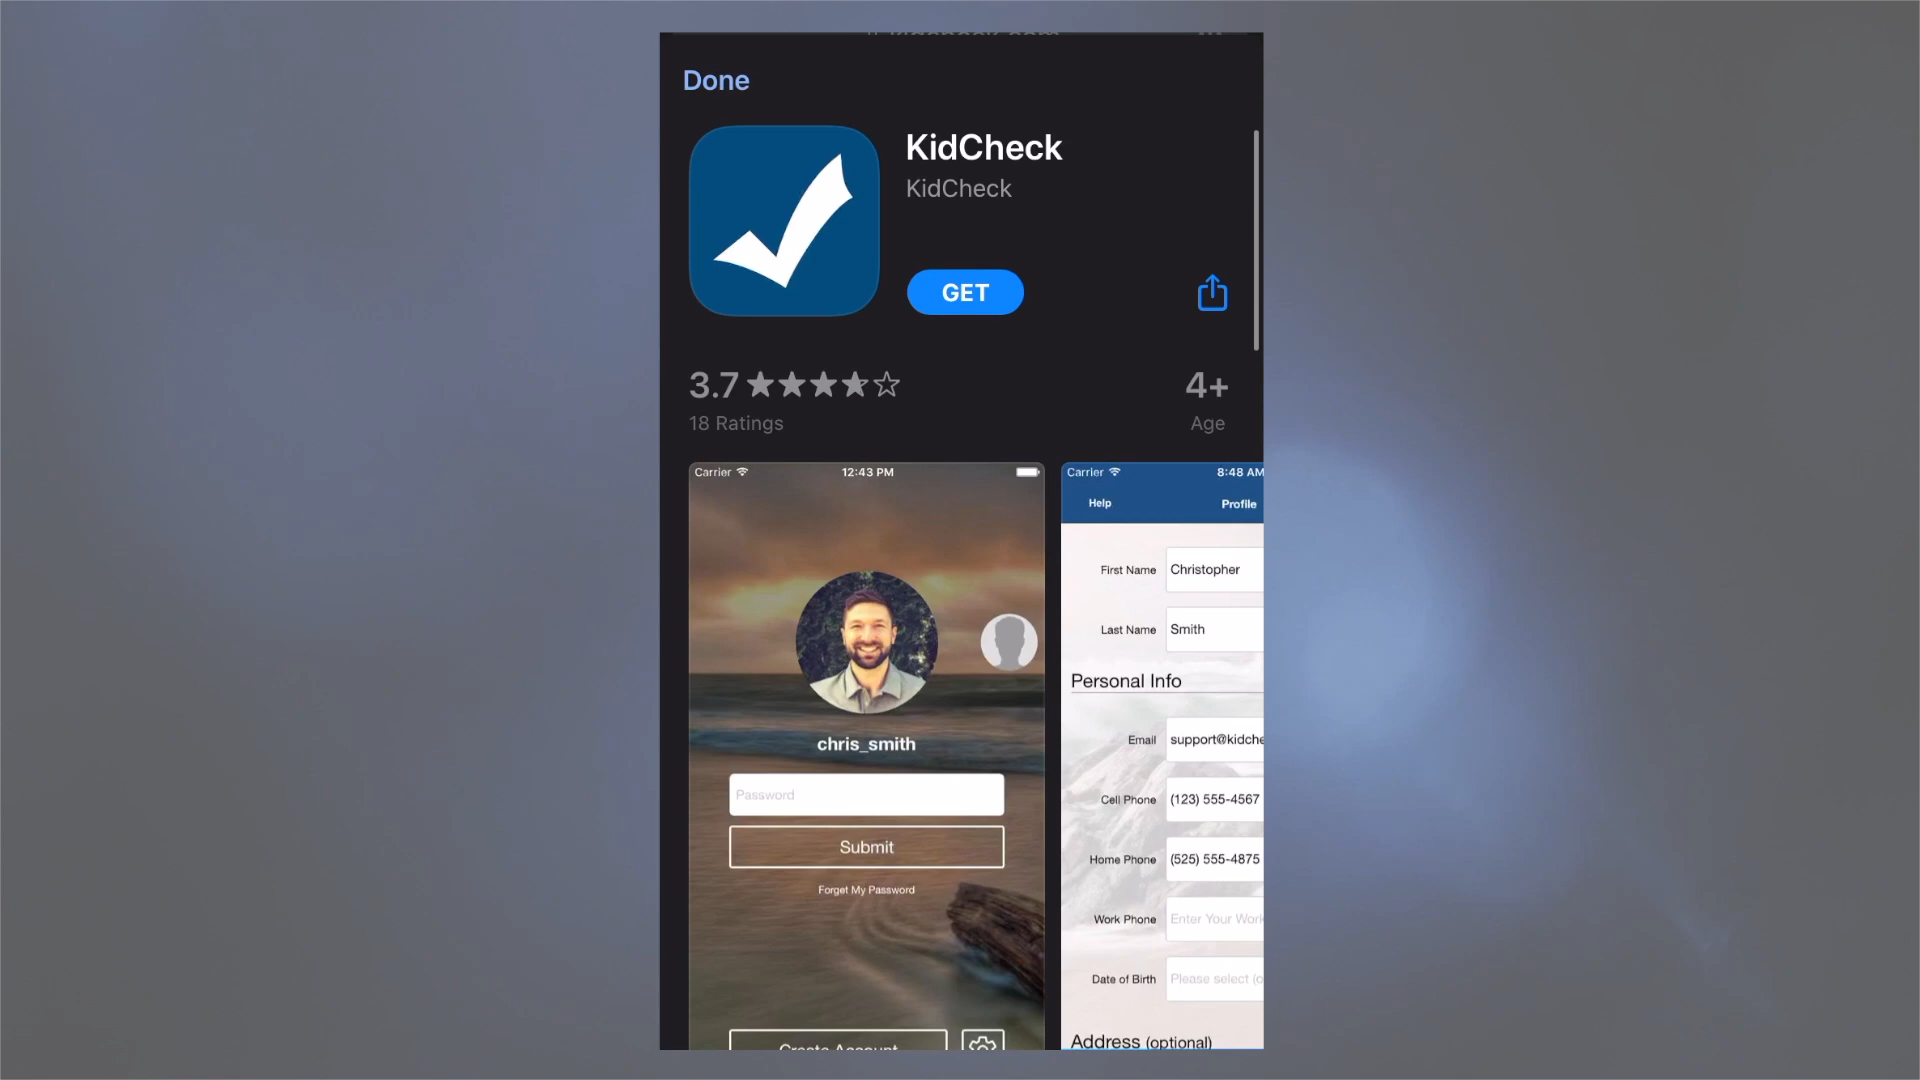 Done
KidCheck
KidCheck
GET
3.7
4+
18 Ratings
Age
Carrier
12:43 PM
chris_smith
Password
Submit
Forget My Password
Create Account
Carrier
8:48 AM
Help
Profile
First Name
Christopher
Last Name
Smith
Personal Info
Email
support@kidche
Cell Phone
(123) 555-4567
Home Phone
(525) 555-4875
Work Phone
Enter Your Work
Date of Birth
Please select (o
Address (optional)